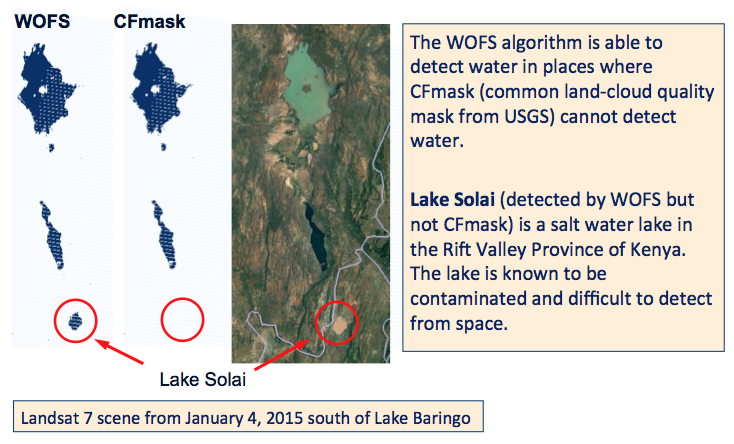 WOFS
CFmask
The WOFS algorithm is able to
detect water in places where
CFmask (common land-cloud quality
mask from USGS) cannot detect
water.
Lake Solai (detected by WOFS but
not CFmask) is a salt water lake in
the Rift Valley Province of Kenya.
The lake is known to be
contaminated and difficult to detect
from space.
Lake Solai
Landsat 7 scene from January 4, 2015 south of Lake Baringo